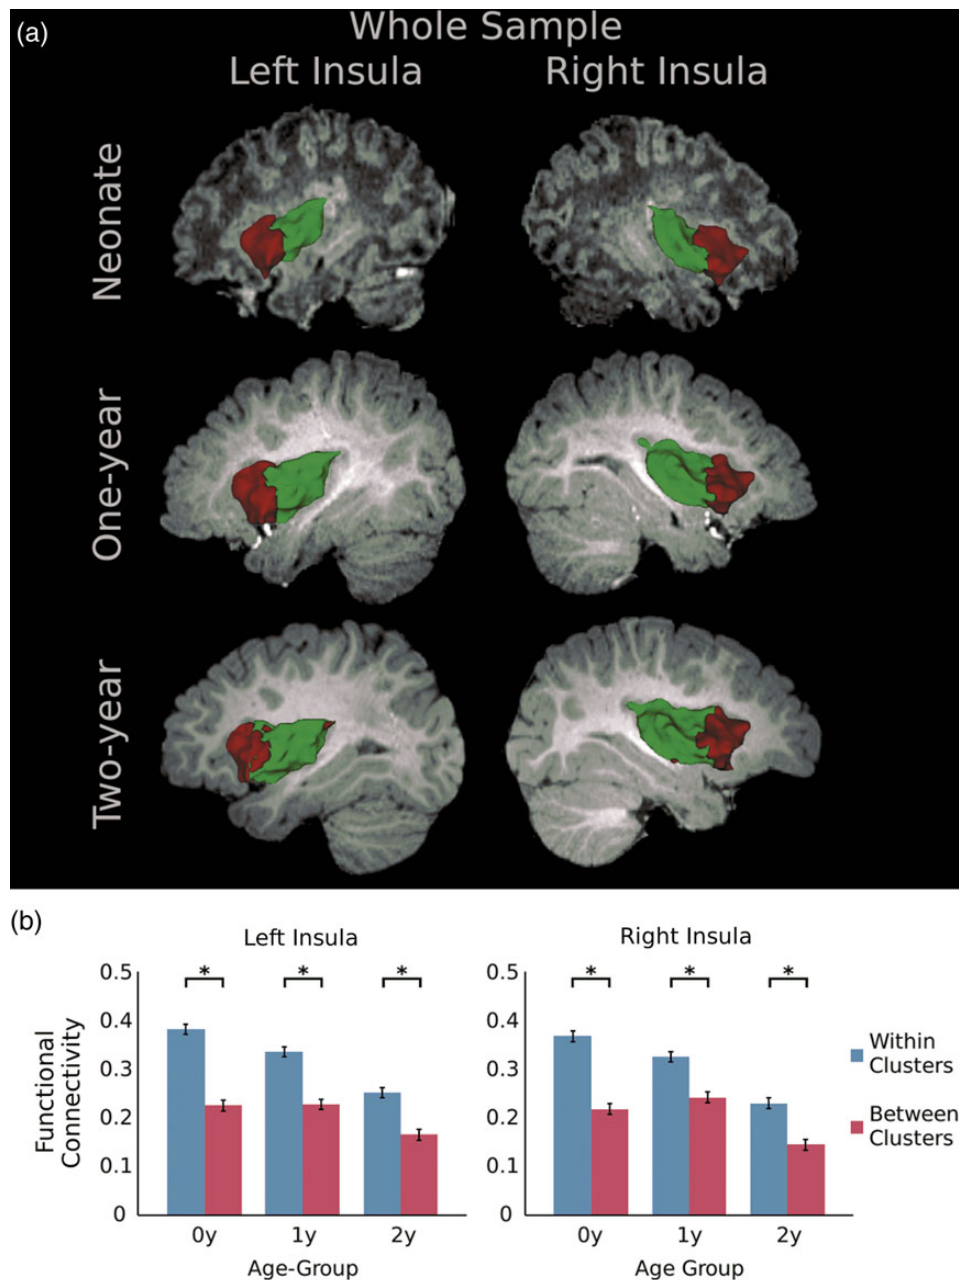 (a)
Whole Sample
Left Insula
Right Insula
Neonate
One-year
Two-year
(b)
Left Insula
Right Insula
Functional
Connectivity
0.5
0.4
0.3
0.2
0.1
0
*
*
*
0y
1y
2y
Age-Group
0.5
0.4
0.3
0.2
0.1
0
*
*
*
0y
1y
2y
Age Group
Within
Clusters
Between
Clusters